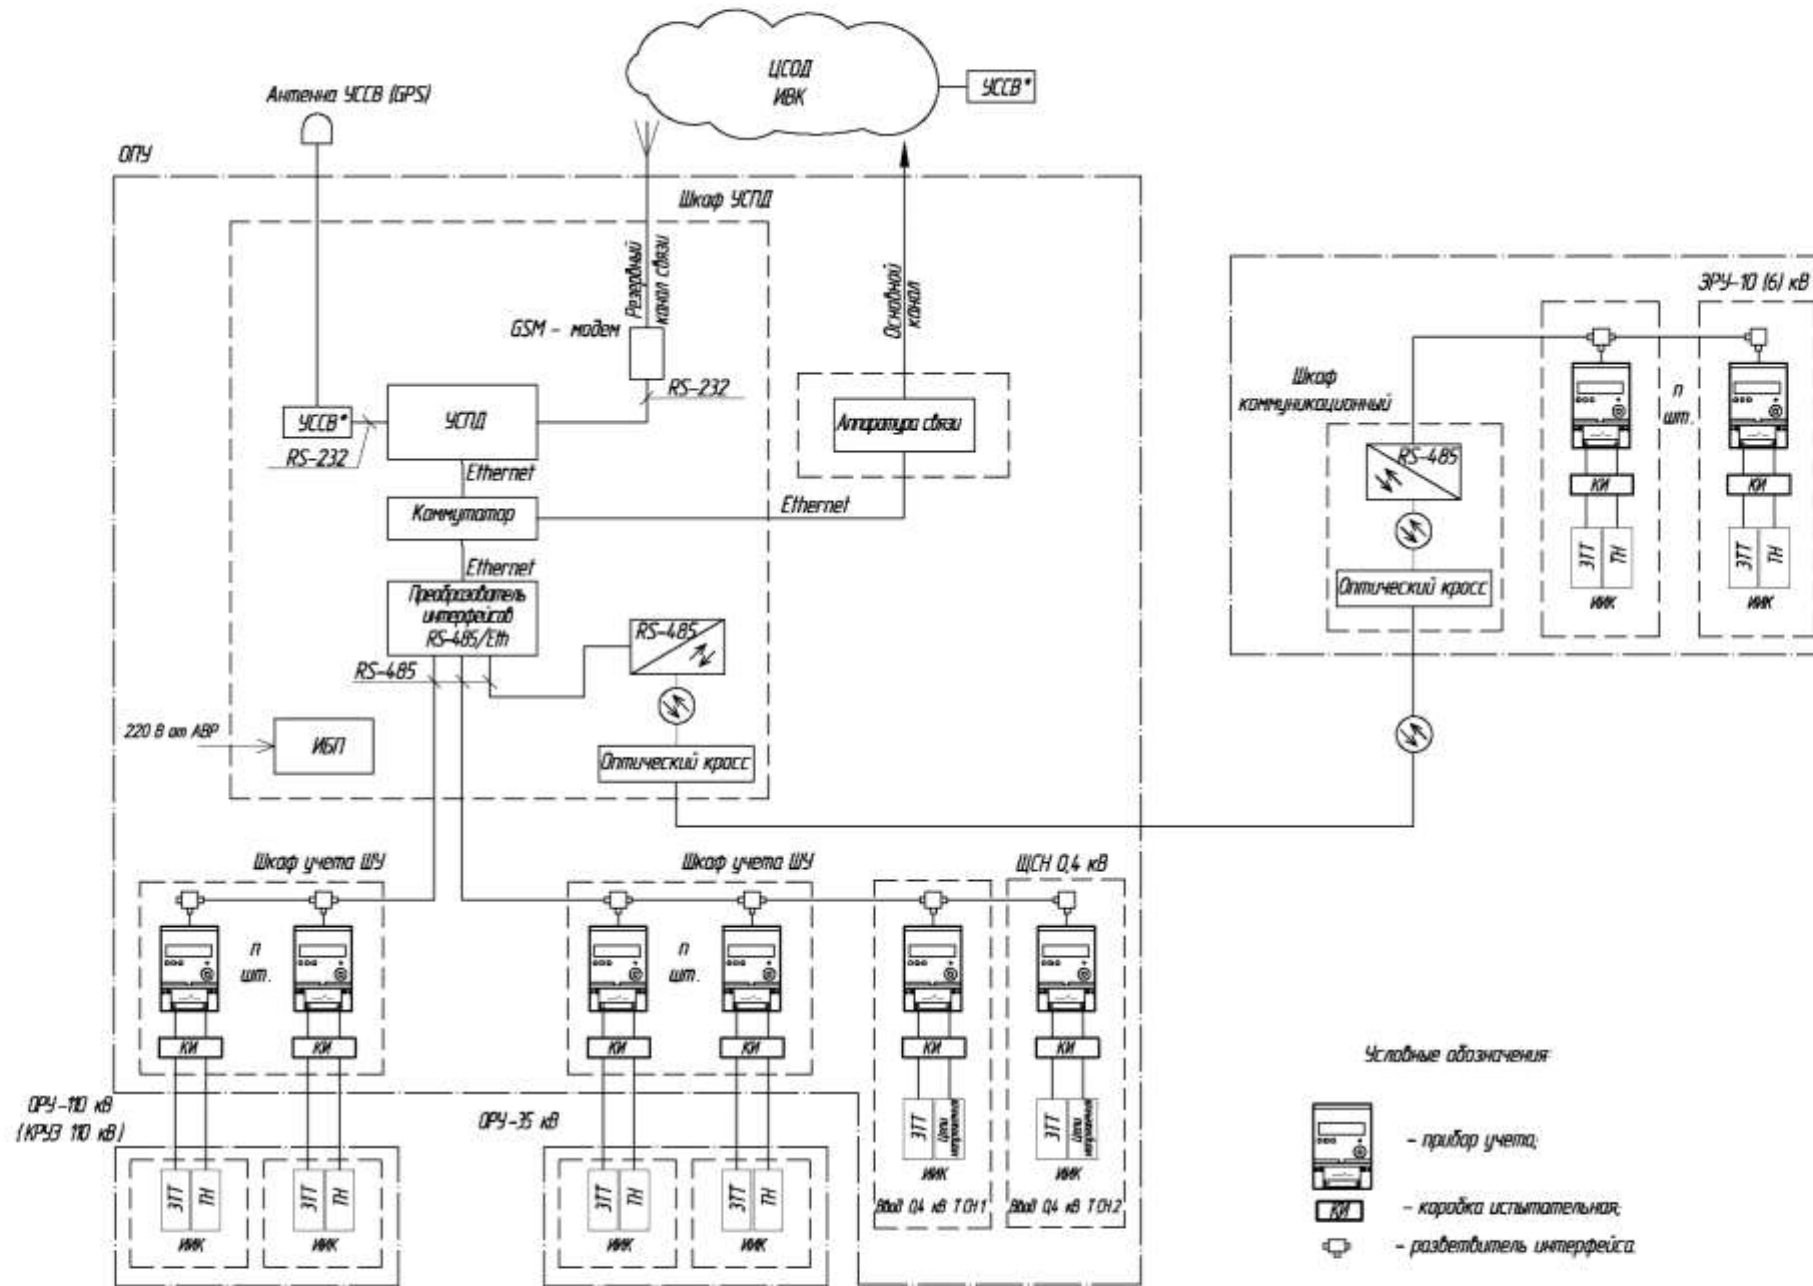 ЦСОД
ИВК
УССВ*
Антенна УССВ (GPS)
ОПУ
Шкаф УСПД
Резервный
канал связи
Основной
канал
GSM - модем
RS-232
УССВ*
RS-232
УСПД
Аппаратура связи
Ethernet
Коммутатор
Ethernet
Ethernet
Преобразователь
интерфейсов
RS-485/Eth
RS-485
RS-485
220 В от АВР
ИБП
Оптический кросс
ЗРУ-10 (6) кВ
Шкаф
коммуникационный
n
шт.
RS-485
КИ
КИ
ЗТТ
ТН
ЗТТ
ТН
Оптический кросс
ИИК
ИИК
Шкаф учета ШУ
Шкаф учета ШУ
ЩСН 0,4 кВ
n
шт.
n
шт.
КИ
КИ
КИ
КИ
КИ
КИ
ОРУ-110 кВ
(КРУЭ 110 кВ)
ОРУ-35 кВ
ЗТТ
Цепи
напряжения
ЗТТ
Цепи
напряжения
ИИК
ИИК
Ввод 0,4 кВ ТСН1
Ввод 0,4 кВ ТСН2
ЗТТ
ТН
ЗТТ
ТН
ЗТТ
ТН
ЗТТ
ТН
ИИК
ИИК
ИИК
ИИК
Условные обозначения:
- прибор учета;
КИ
- коробка испытательная;
- разветвитель интерфейса.